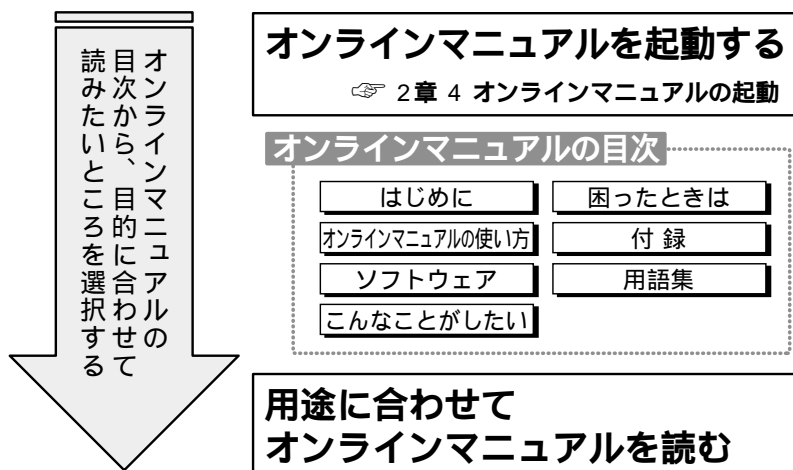 オンラインマニュアルの
目次から、目的に合わせて
読みたいところを選択する
オンラインマニュアルを起動する
☞ 2章 4 オンラインマニュアルの起動
オンラインマニュアルの目次
はじめに
オンラインマニュアルの使い方
ソフトウェア
こんなことがしたい
困ったときは
付 録
用語集
用途に合わせて
オンラインマニュアルを読む